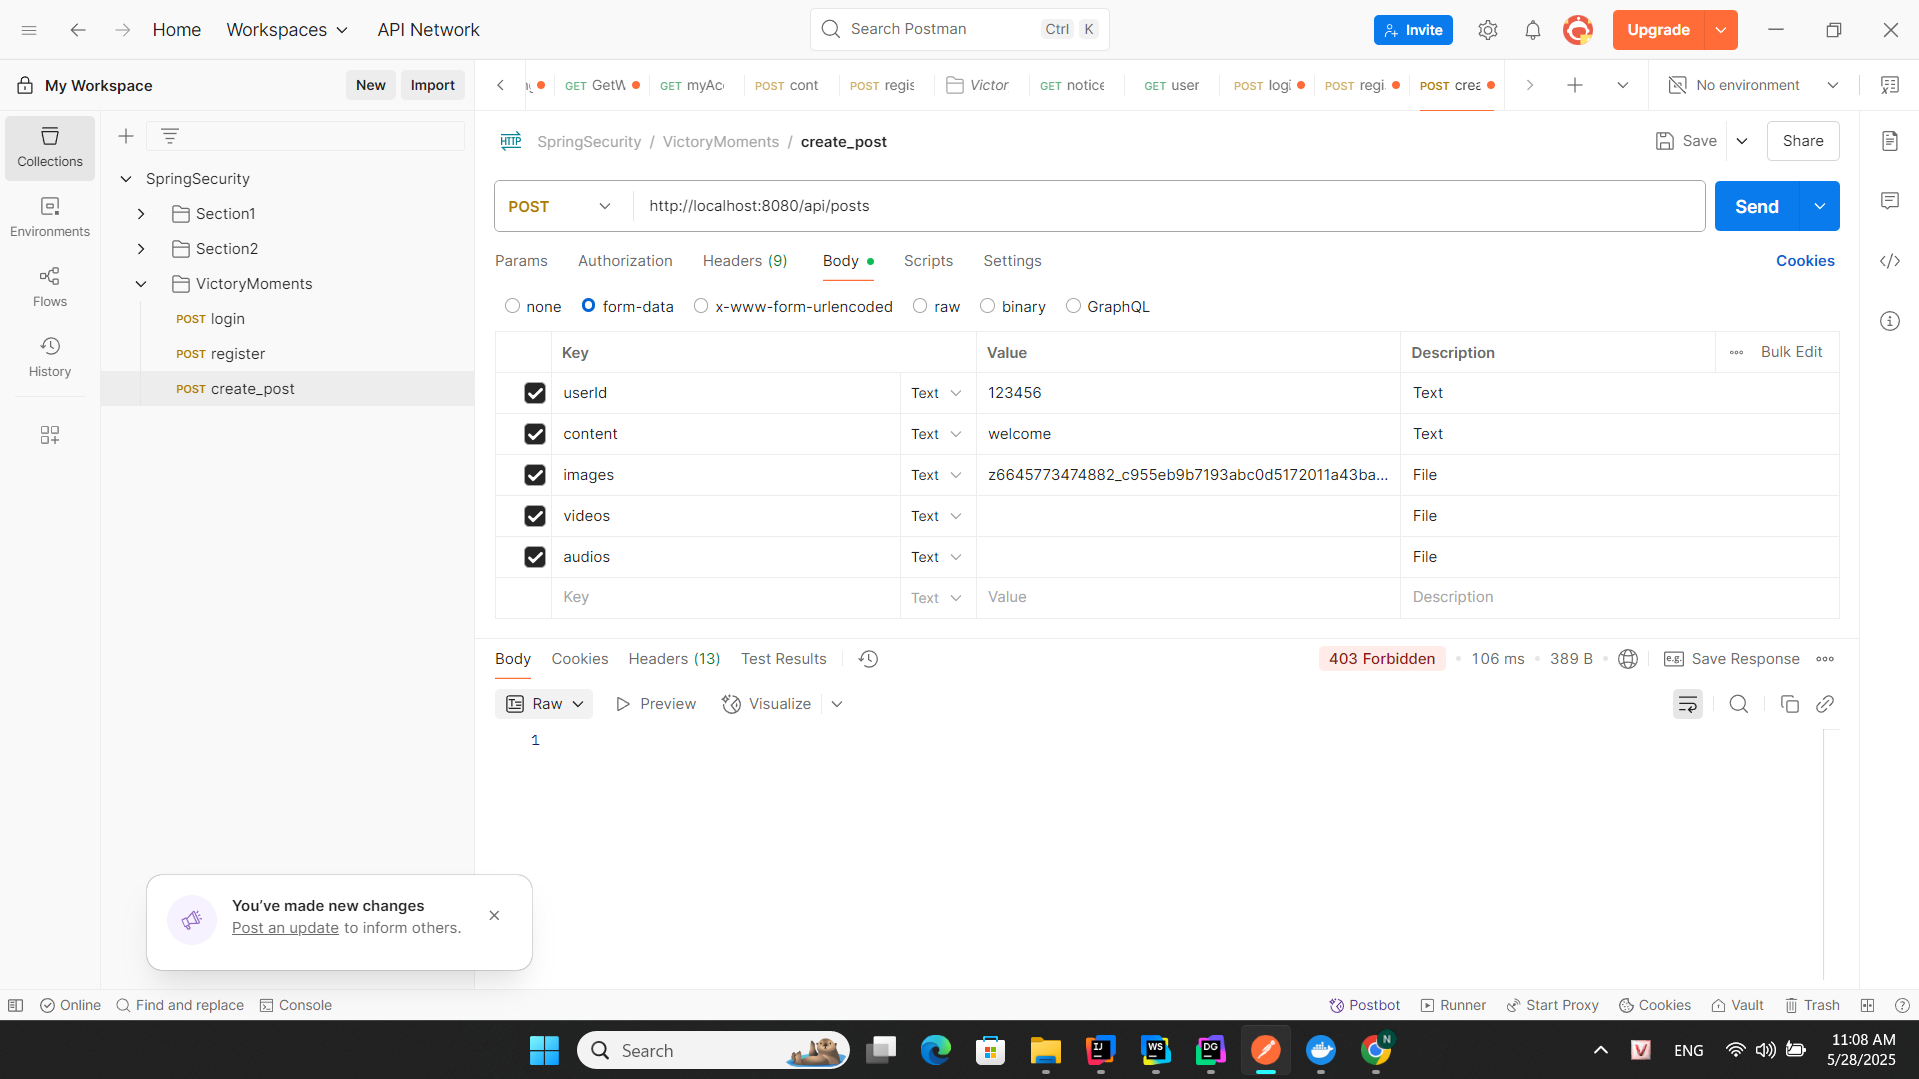 Home
Workspaces
API Network
Search Postman
Ctrl K
Invite
Upgrade
My Workspace
New
Import
GET GetW
GET myAcc
POST cont
POST regis
Victory
GET notice
GET user
POST logi
POST regi
POST crea
No environment
Collections
Environments
Flows
History
SpringSecurity
Section1
Section2
VictoryMoments
POST login
POST register
POST create_post
HTTP SpringSecurity / VictoryMoments / create_post
Save
Share
POST
http://localhost:8080/api/posts
Send
Params
Authorization
Headers (9)
Body
Scripts
Settings
Cookies
none
form-data
x-www-form-urlencoded
raw
binary
GraphQL
Key Value Description
Bulk Edit
userId Text 123456 Text
content Text welcome Text
images Text z6645773474882_c955eb9b7193abc0d5172011a43ba... File
videos Text File
audios Text File
Key Text Value Description
Body
Cookies
Headers (13)
Test Results
403 Forbidden
106 ms
389 B
e.g. Save Response
Raw
Preview
Visualize
1
You've made new changes
Post an update to inform others.
Online
Find and replace
Console
Postbot
Runner
Start Proxy
Cookies
Vault
Trash
Search
IJ
WS
DG
N
V
ENG
11:08 AM
5/28/2025